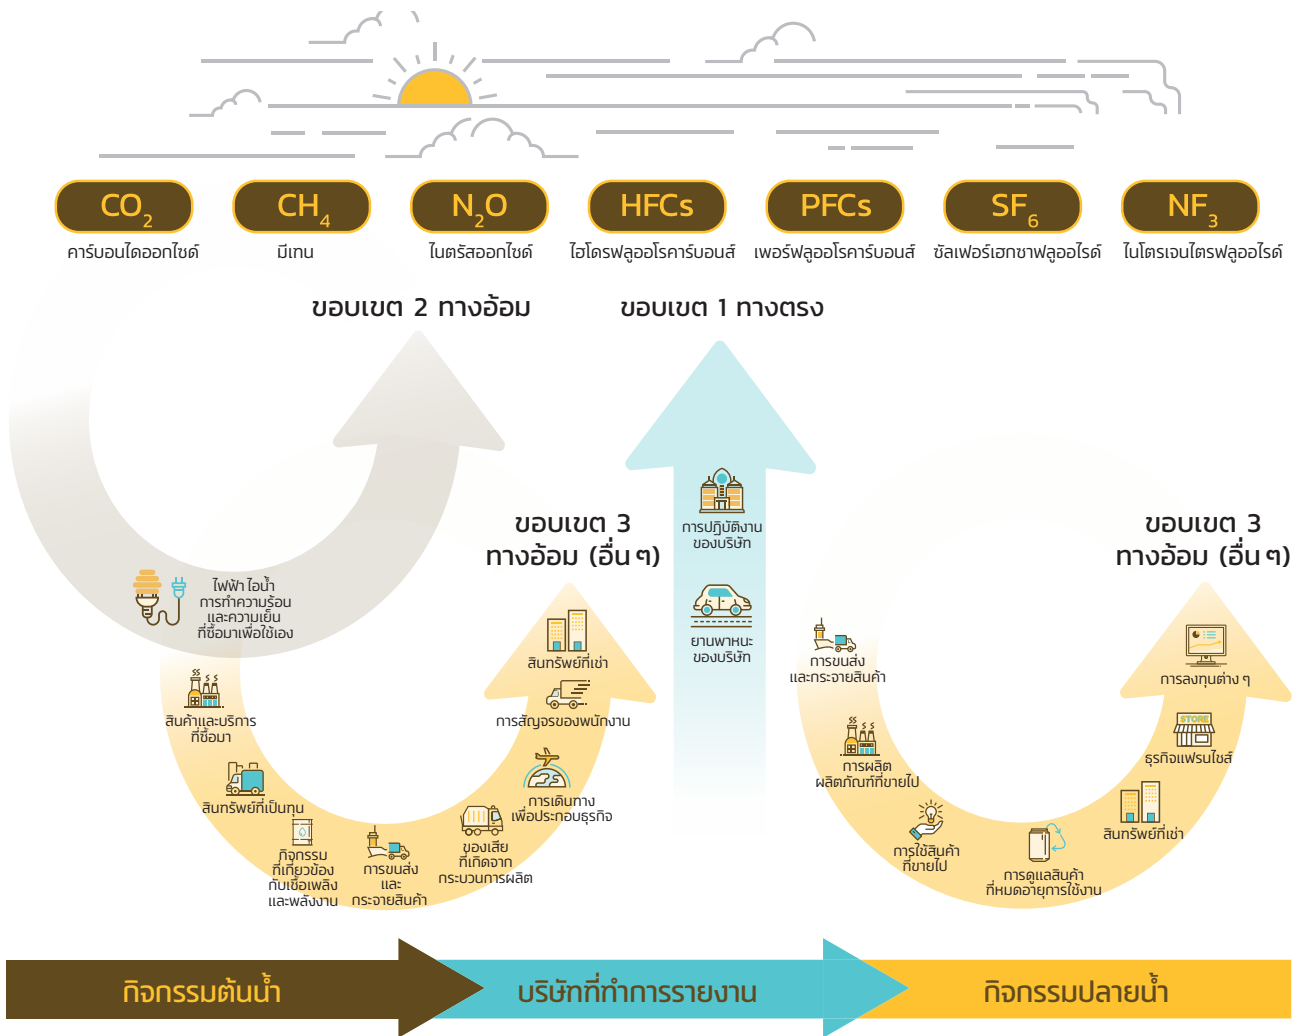 CO2
CH4
N2O
HFCs
PFCs
SF6
NF3
คาร์บอนไดออกไซด์
มีเทน
ไนตรัสออกไซด์
ไฮโดรฟลูออโรคาร์บอนส์
เพอร์ฟลูออโรคาร์บอนส์
ซัลเฟอร์เฮกซาฟลูออไรด์
ไนโตรเจนไตรฟลูออไรด์
ขอบเขต 2 ทางอ้อม
ขอบเขต 1 ทางตรง
ไฟฟ้า ไอน้ำ
การทำความร้อน
และความเย็น
ที่ซื้อมาเพื่อใช้เอง
ขอบเขต 3
ทางอ้อม (อื่น ๆ)
สินค้าและบริการ
ที่ซื้อมา
สินทรัพย์ที่เป็นทุน
กิจกรรม
ที่เกี่ยวข้อง
กับเชื้อเพลิง
และพลังงาน
การขนส่ง
และ
กระจายสินค้า
ของเสีย
ที่เกิดจาก
กระบวนการผลิต
การเดินทาง
เพื่อประกอบธุรกิจ
การสัญจรของพนักงาน
สินทรัพย์ที่เช่า
การปฏิบัติงาน
ของบริษัท
ยานพาหนะ
ของบริษัท
ขอบเขต 3
ทางอ้อม (อื่น ๆ)
การขนส่ง
และกระจายสินค้า
การผลิต
ผลิตภัณฑ์ที่ขายไป
การใช้สินค้า
ที่ขายไป
การดูแลสินค้า
ที่หมดอายุการใช้งาน
สินทรัพย์ที่เช่า
STORE
ธุรกิจแฟรนไชส์
การลงทุนต่าง ๆ
กิจกรรมต้นน้ำ
บริษัทที่ทำการรายงาน
กิจกรรมปลายน้ำ